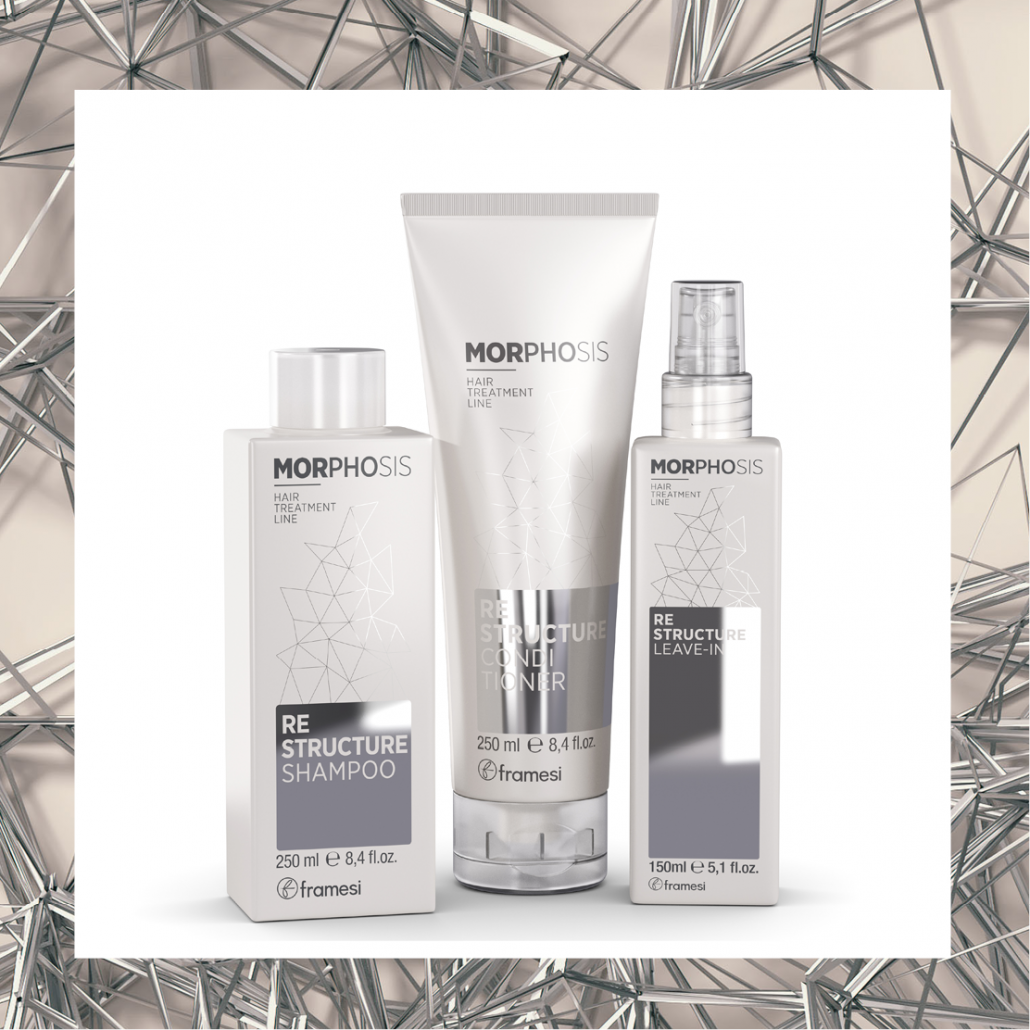 MORPHOSIS
HAIR
TREATMENT
LINE
RE
STRUCTURE
SHAMPOO
250 ml ℮ 8,4 fl.oz.
framesi
MORPHOSIS
HAIR
TREATMENT
LINE
RE
STRUCTURE
CONDI
TIONER
250 ml ℮ 8,4 fl.oz.
framesi
MORPHOSIS
HAIR
TREATMENT
LINE
RE
STRUCTURE
LEAVE-IN
150ml ℮ 5,1 fl.oz.
framesi